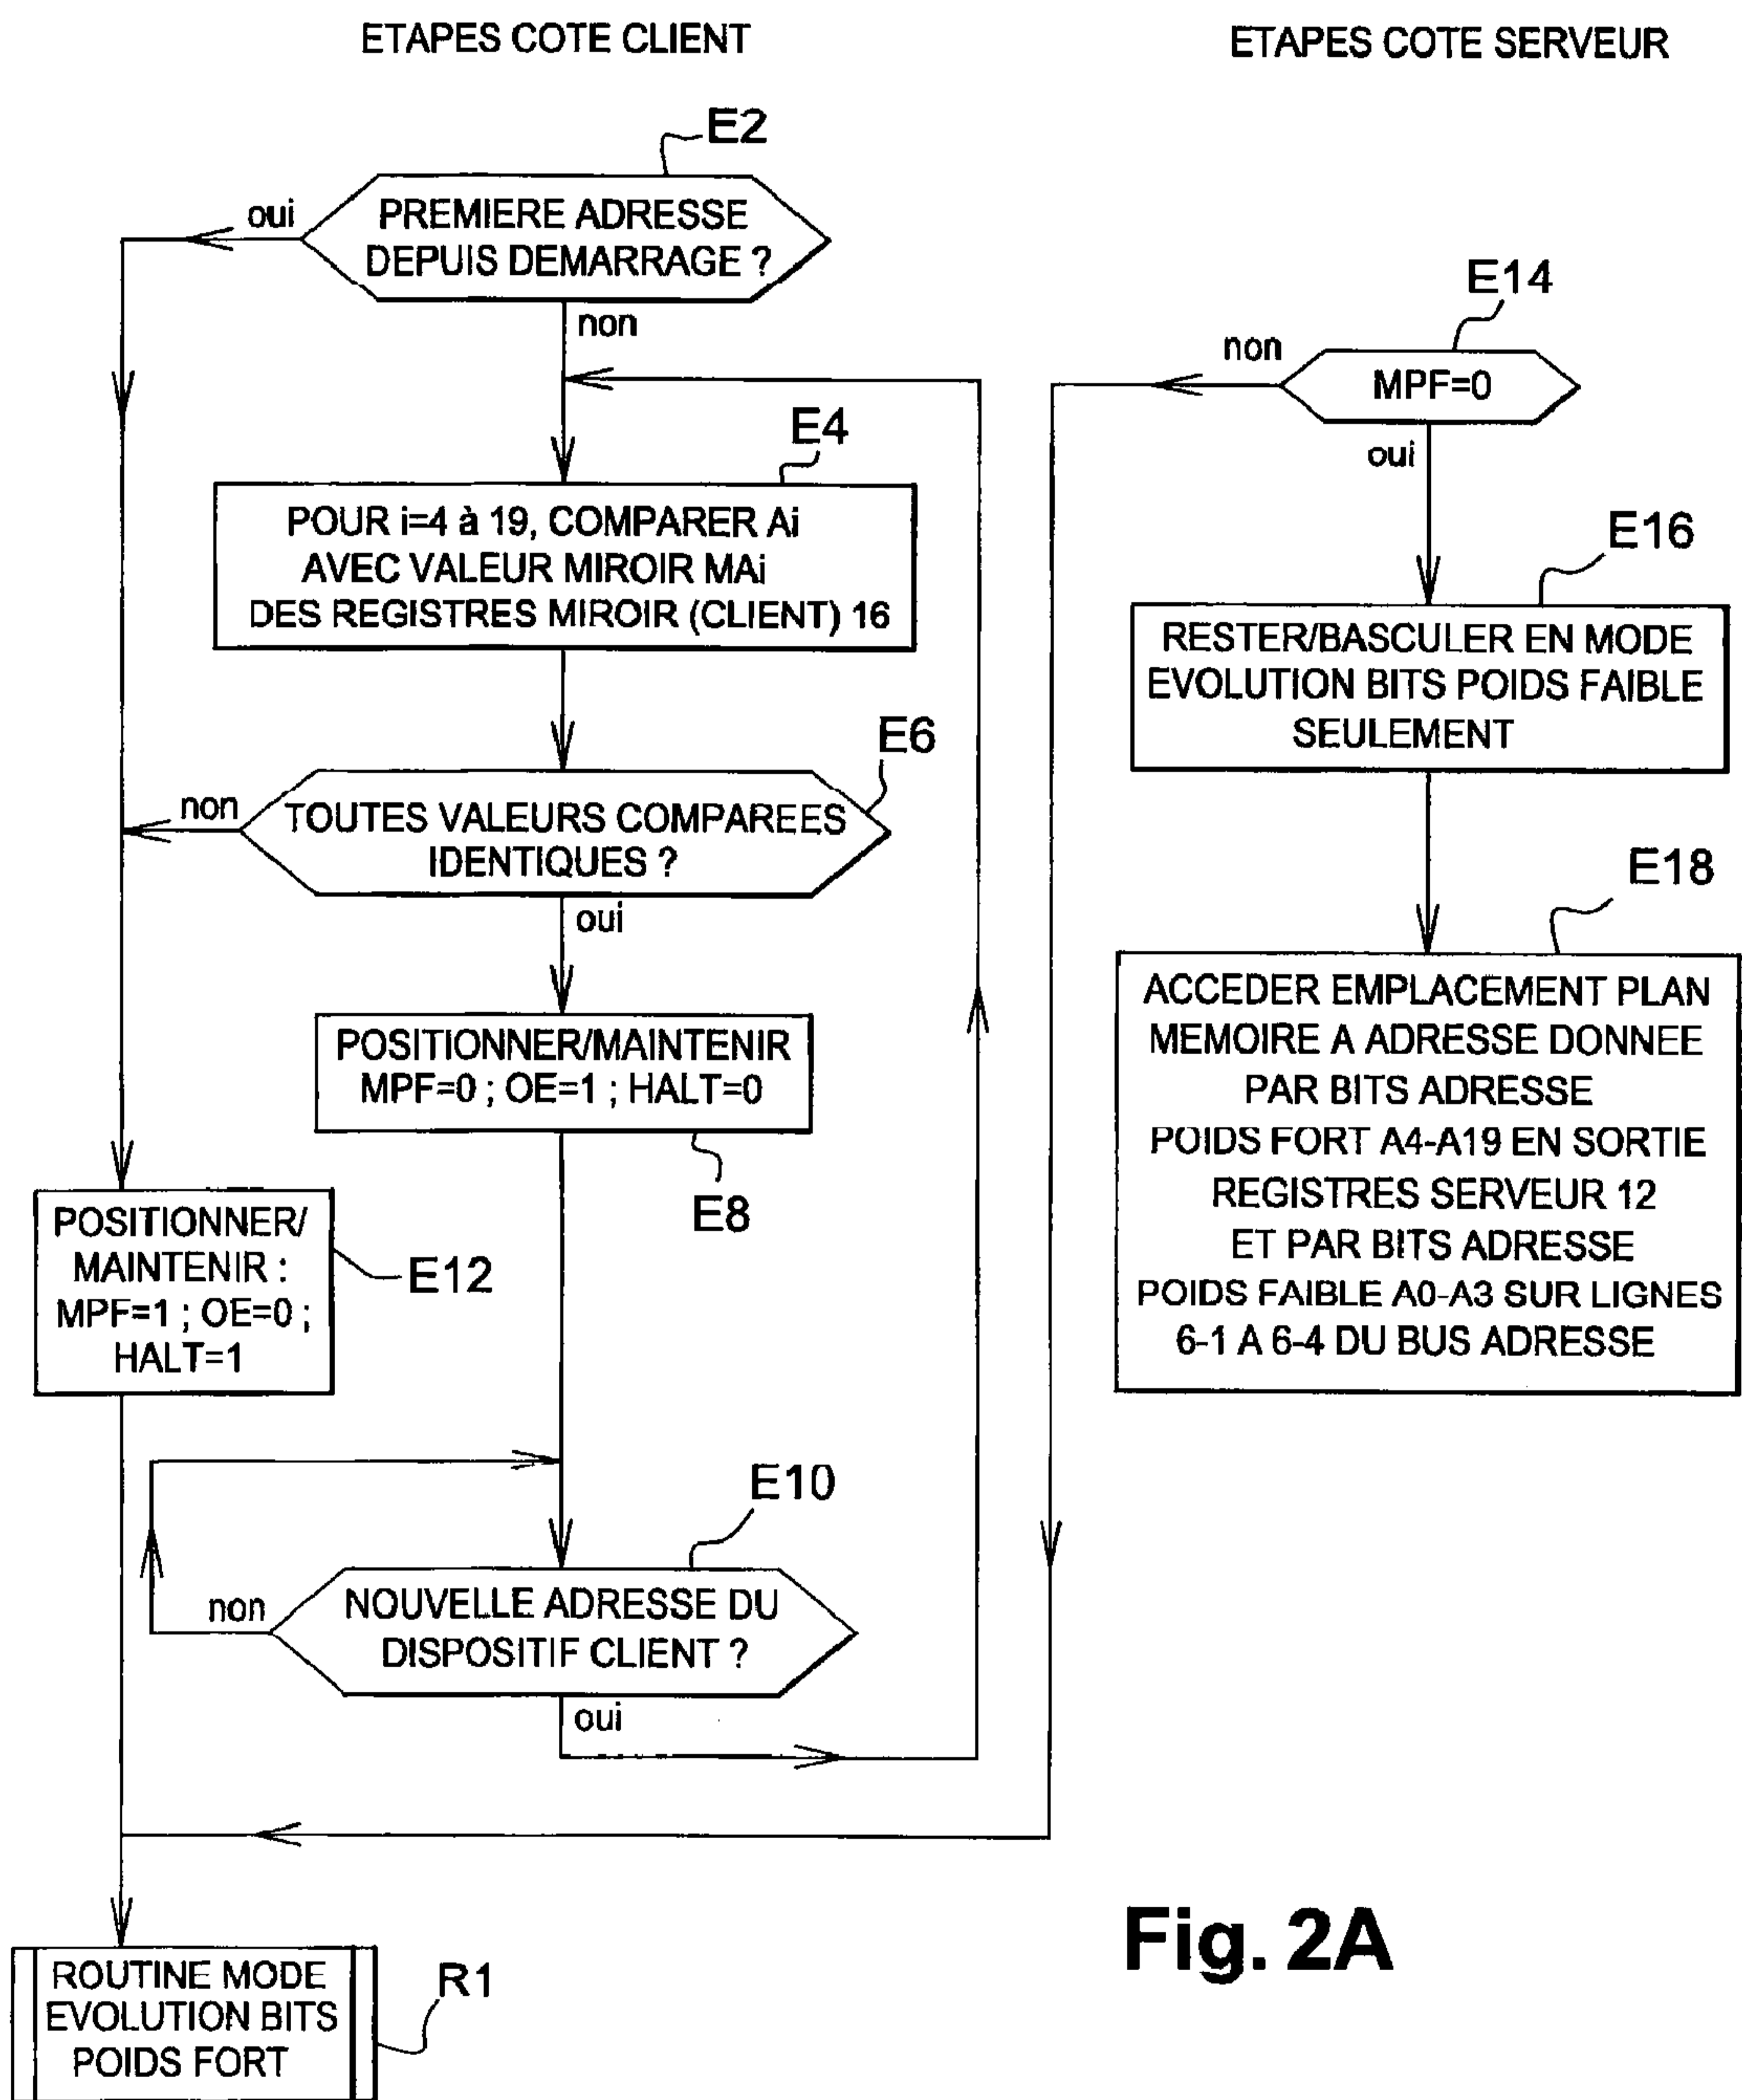 ETAPES COTE CLIENT
E2
PREMIERE ADRESSE
DEPUIS DEMARRAGE ?
oui
non
E4
POUR i=4 à 19, COMPARER Ai
AVEC VALEUR MIROIR MAi
DES REGISTRES MIROIR (CLIENT) 16
E6
TOUTES VALEURS COMPAREES
IDENTIQUES ?
non
oui
POSITIONNER/MAINTENIR
MPF=0 ; OE=1 ; HALT=0
E8
POSITIONNER/
MAINTENIR :
MPF=1 ; OE=0 ;
HALT=1
E12
E10
NOUVELLE ADRESSE DU
DISPOSITIF CLIENT ?
non
oui
ROUTINE MODE
EVOLUTION BITS
POIDS FORT
R1
ETAPES COTE SERVEUR
E14
MPF=0
non
oui
E16
RESTER/BASCULER EN MODE
EVOLUTION BITS POIDS FAIBLE
SEULEMENT
E18
ACCEDER EMPLACEMENT PLAN
MEMOIRE A ADRESSE DONNEE
PAR BITS ADRESSE
POIDS FORT A4-A19 EN SORTIE
REGISTRES SERVEUR 12
ET PAR BITS ADRESSE
POIDS FAIBLE A0-A3 SUR LIGNES
6-1 A 6-4 DU BUS ADRESSE
Fig. 2A